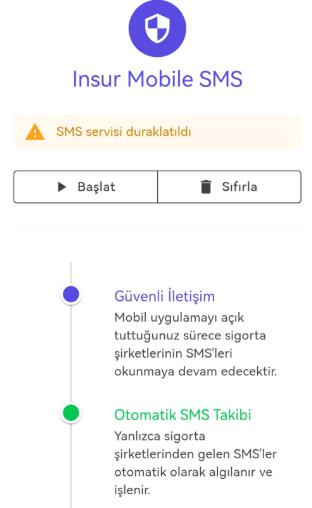 Insur Mobile SMS
SMS servisi duraklatıldı
Başlat
Sıfırla
Güvenli İletişim
Mobil uygulamayı açık
tuttuğunuz sürece sigorta
şirketlerinin SMS'leri
okunmaya devam edecektir.
Otomatik SMS Takibi
Yanlızca sigorta
şirketlerinden gelen SMS'ler
otomatik olarak algılanır ve
işlenir.